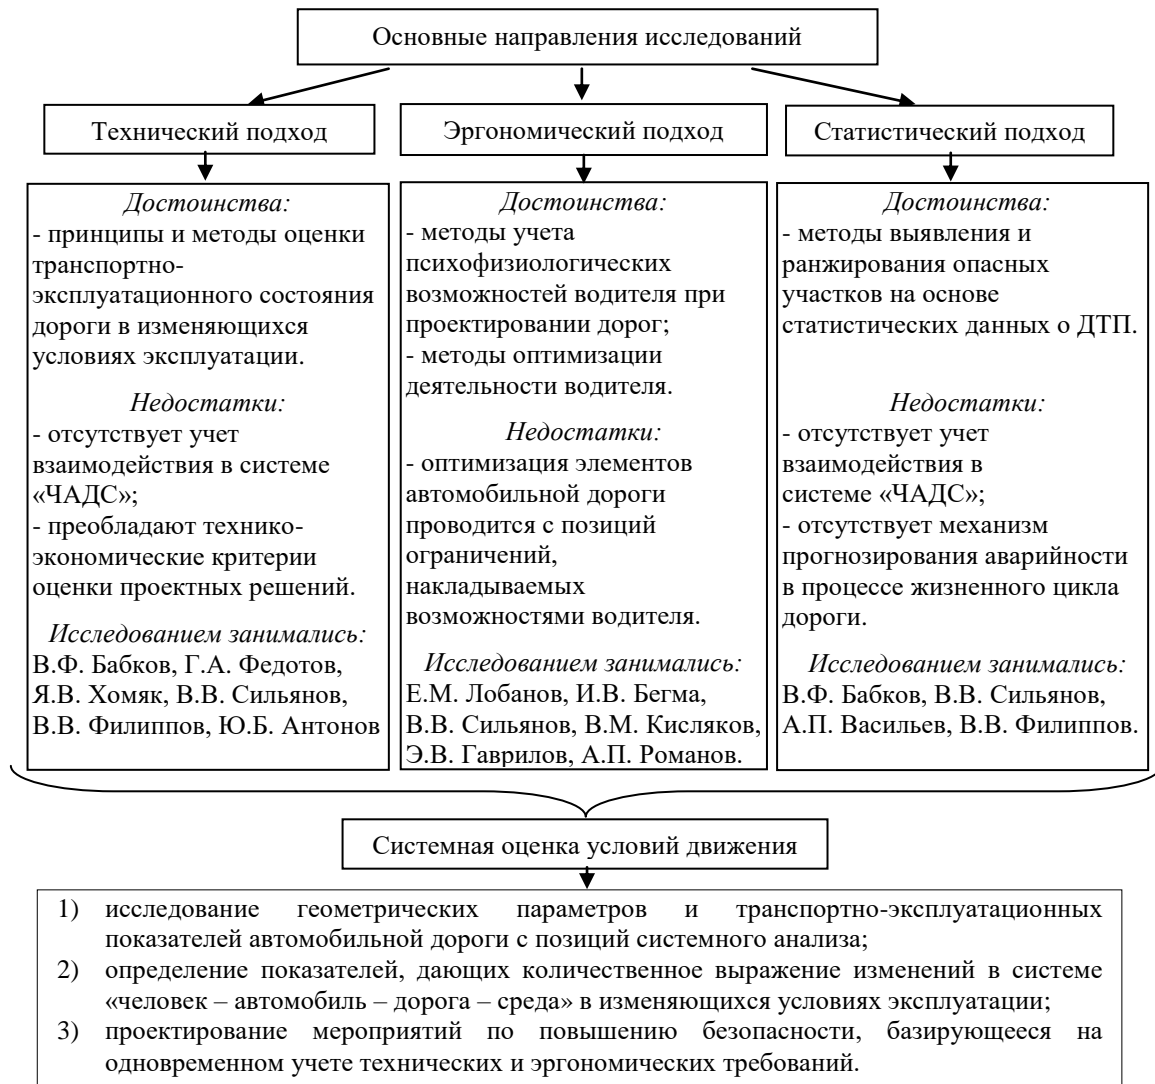 Основные направления исследований
Технический подход
Эргономический подход
Статистический подход
Достоинства:
- принципы и методы оценки
транспортно-
эксплуатационного состояния
дороги в изменяющихся
условиях эксплуатации.
Недостатки:
- отсутствует учет
взаимодействия в системе
«ЧАДС»;
- преобладают технико-
экономические критерии
оценки проектных решений.
Исследованием занимались:
В.Ф. Бабков, Г.А. Федотов,
Я.В. Хомяк, В.В. Сильянов,
В.В. Филиппов, Ю.Б. Антонов
Достоинства:
- методы учета
психофизиологических
возможностей водителя при
проектировании дорог;
- методы оптимизации
деятельности водителя.
Недостатки:
- оптимизация элементов
автомобильной дороги
проводится с позиций
ограничений,
накладываемых
возможностями водителя.
Исследованием занимались:
Е.М. Лобанов, И.В. Бегма,
В.В. Сильянов, В.М. Кисляков,
Э.В. Гаврилов, А.П. Романов.
Достоинства:
- методы выявления и
ранжирования опасных
участков на основе
статистических данных о ДТП.
Недостатки:
- отсутствует учет
взаимодействия в
системе «ЧАДС»;
- отсутствует механизм
прогнозирования аварийности
в процессе жизненного цикла
дороги.
Исследованием занимались:
В.Ф. Бабков, В.В. Сильянов,
А.П. Васильев, В.В. Филиппов.
Системная оценка условий движения
1) исследование геометрических параметров и транспортно-эксплуатационных
показателей автомобильной дороги с позиций системного анализа;
2) определение показателей, дающих количественное выражение изменений в системе
«человек – автомобиль – дорога – среда» в изменяющихся условиях эксплуатации;
3) проектирование мероприятий по повышению безопасности, базирующееся на
одновременном учете технических и эргономических требований.